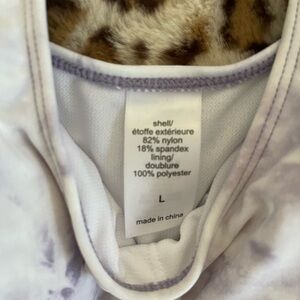 shell/
étoffe extérieure
82% nylon
18% spandex
lining/
doublure
100% polyester
L
made in china